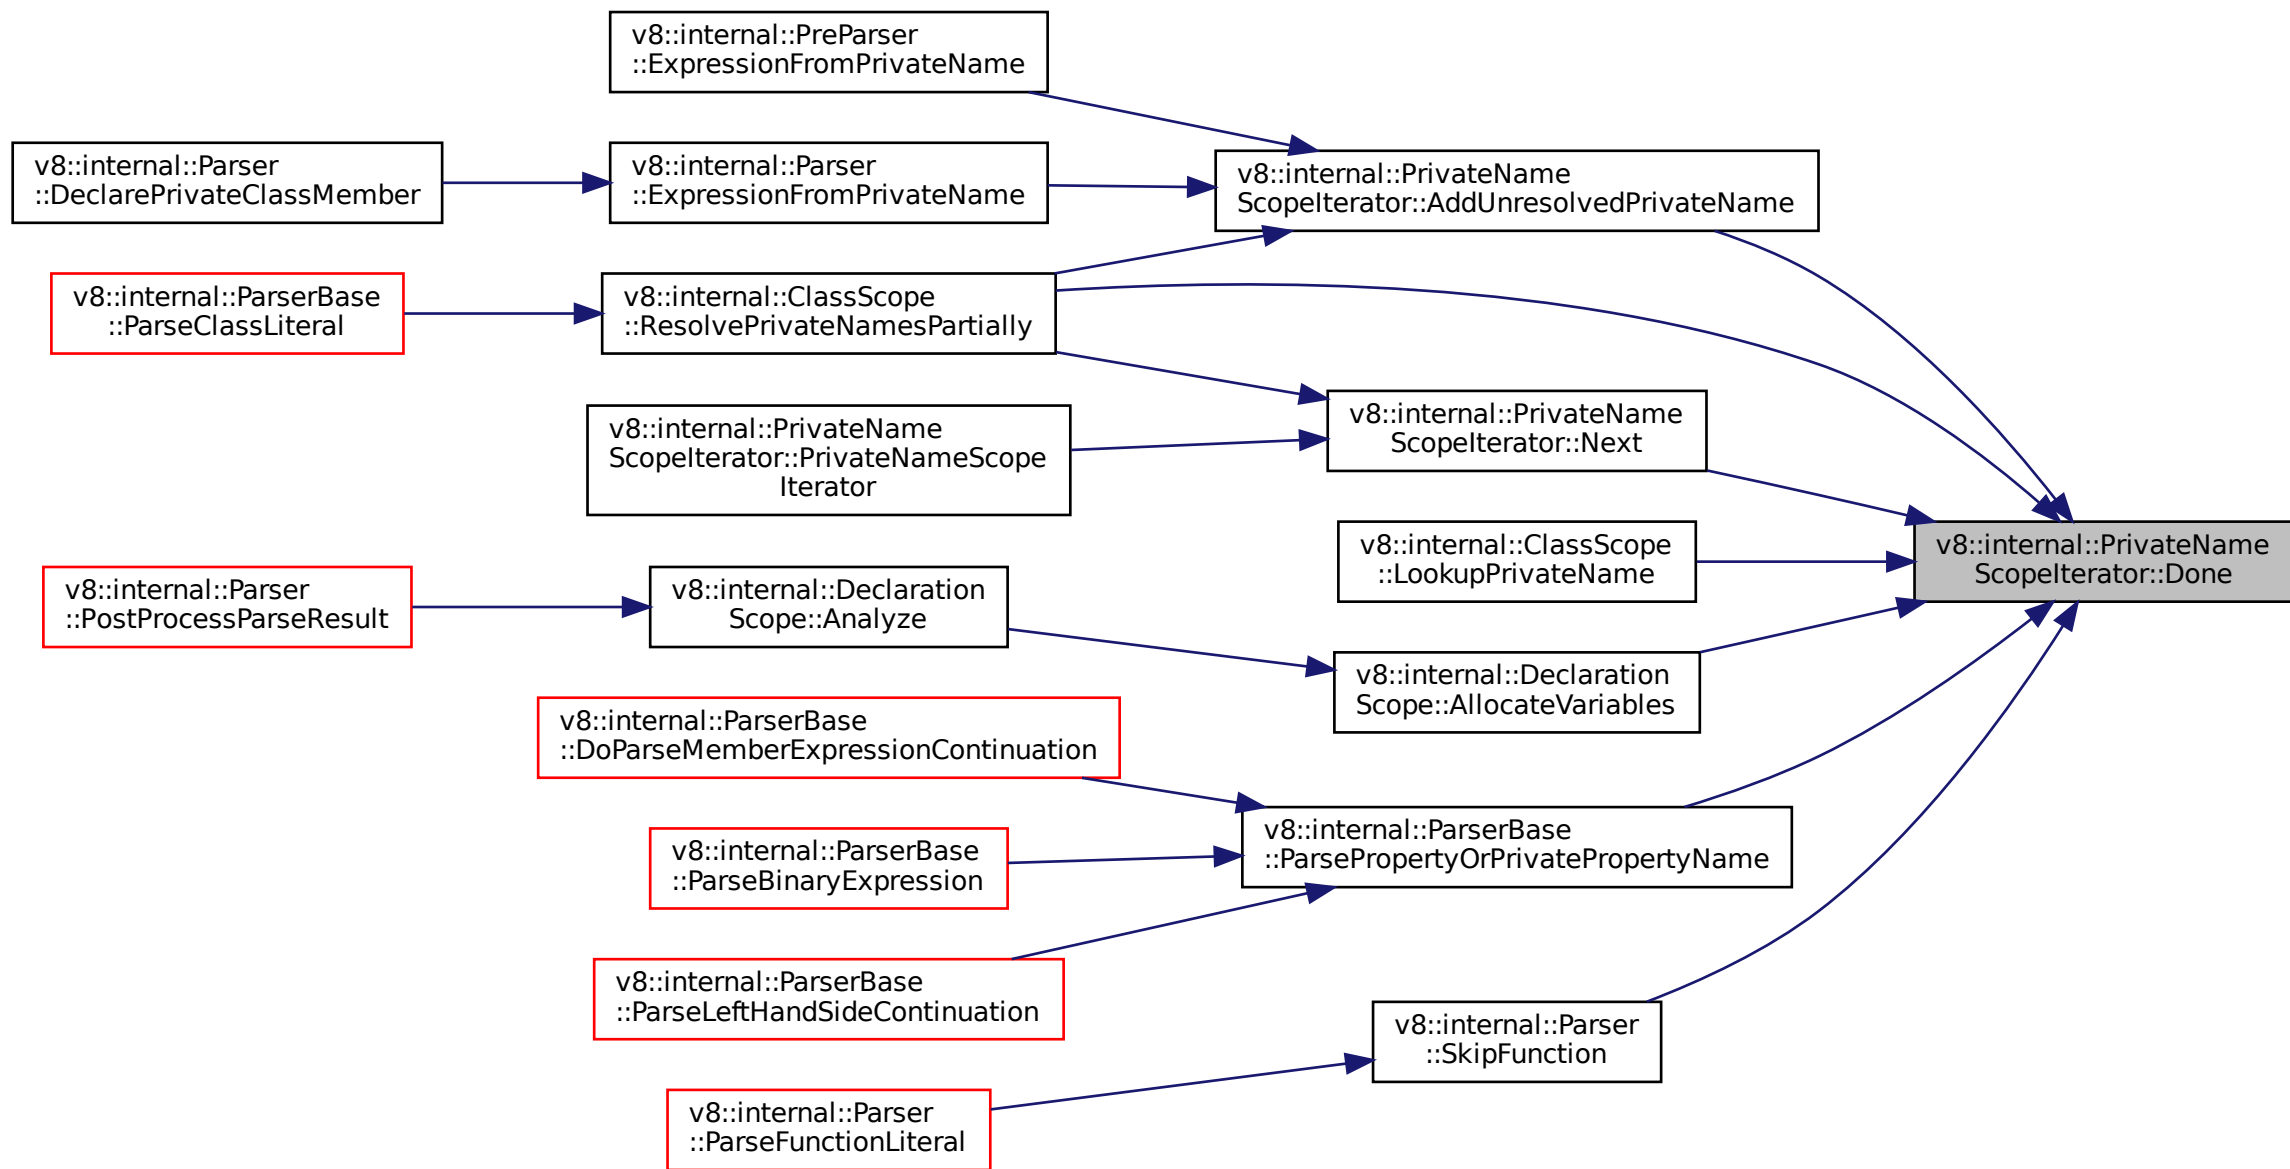 v8::internal::PreParser
::ExpressionFromPrivateName
v8::internal::Parser
::DeclarePrivateClassMember
v8::internal::Parser
::ExpressionFromPrivateName
v8::internal::PrivateName
ScopeIterator::AddUnresolvedPrivateName
v8::internal::ParserBase
::ParseClassLiteral
v8::internal::ClassScope
::ResolvePrivateNamesPartially
v8::internal::PrivateName
ScopeIterator::PrivateNameScope
Iterator
v8::internal::PrivateName
ScopeIterator::Next
v8::internal::ClassScope
::LookupPrivateName
v8::internal::PrivateName
ScopeIterator::Done
v8::internal::Parser
::PostProcessParseResult
v8::internal::Declaration
Scope::Analyze
v8::internal::Declaration
Scope::AllocateVariables
v8::internal::ParserBase
::DoParseMemberExpressionContinuation
v8::internal::ParserBase
::ParseBinaryExpression
v8::internal::ParserBase
::ParsePropertyOrPrivatePropertyName
v8::internal::ParserBase
::ParseLeftHandSideContinuation
v8::internal::Parser
::SkipFunction
v8::internal::Parser
::ParseFunctionLiteral